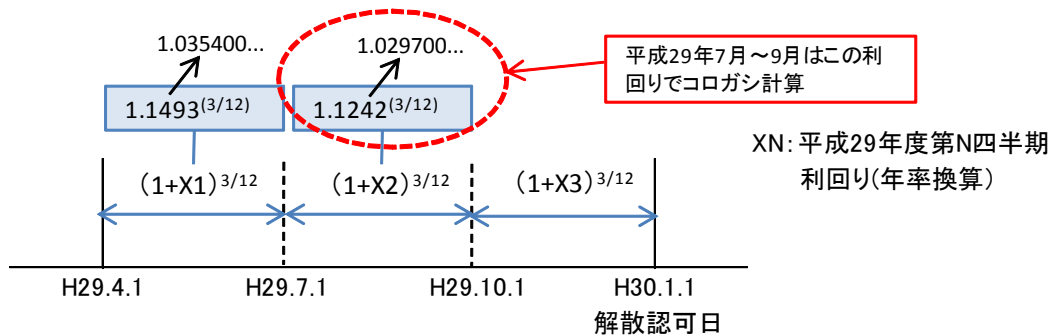 1.035400...
1.029700...
平成29年7月～9月はこの利
回りでコロガシ計算
1.1493(3/12)
1.1242(3/12)
XN：平成29年度第N四半期
利回り(年率換算)
(1+X1)3/12
(1+X2)3/12
(1+X3)3/12
H29.4.1
H29.7.1
H29.10.1
H30.1.1
解散認可日